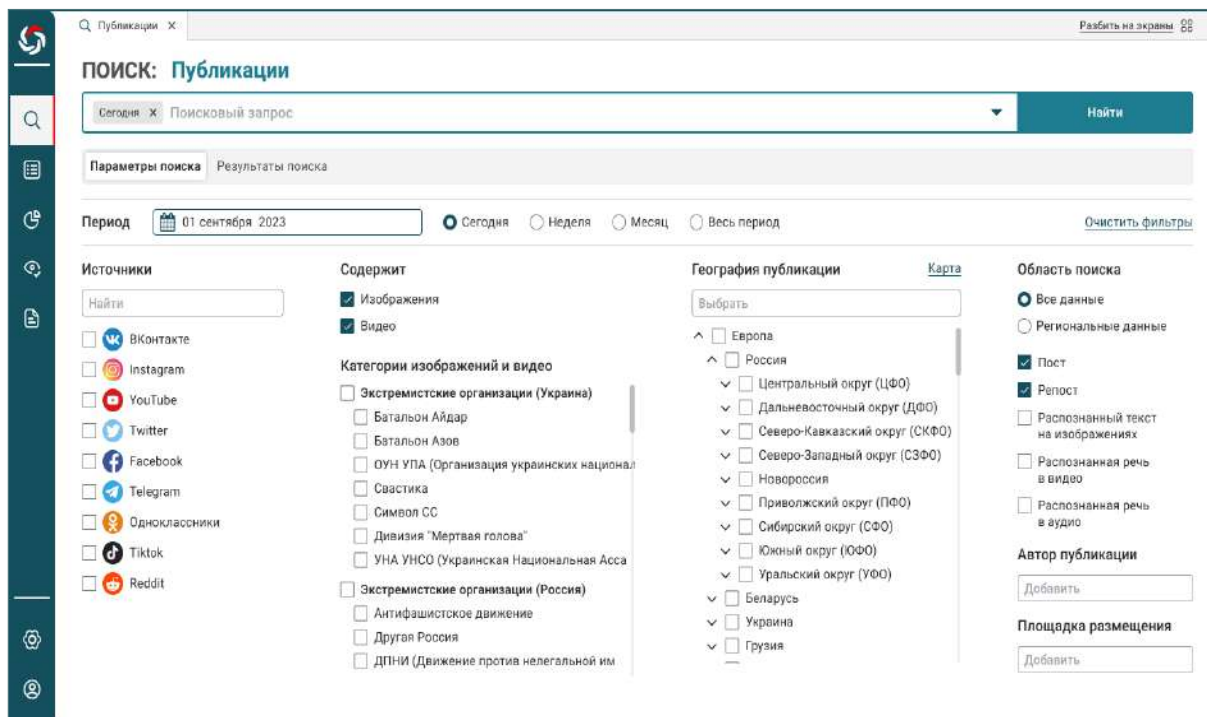 Публикации X
Разбить на экраны
ПОИСК: Публикации
Сегодня X Поисковый запрос
Найти
Параметры поиска Результаты поиска
Период 01 сентября 2023 Сегодня Неделя Месяц Весь период Очистить фильтры
Источники
Найти
ВКонтакте
Instagram
YouTube
Twitter
Facebook
Telegram
Одноклассники
Tiktok
Reddit
Содержит
Изображения
Видео
Категории изображений и видео
Экстремистские организации (Украина)
Батальон Айдар
Батальон Азов
ОУН УПА (Организация украинских национал
Свастика
Символ СС
Дивизия "Мертвая голова"
УНА УНСО (Украинская Национальная Асса
Экстремистские организации (Россия)
Антифашистское движение
Другая Россия
ДПНИ (Движение против нелегальной им
География публикации Карта
Выбрать
Европа
Россия
Центральный округ (ЦФО)
Дальневосточный округ (ДФО)
Северо-Кавказский округ (СКФО)
Северо-Западный округ (СЗФО)
Новороссия
Приволжский округ (ПФО)
Сибирский округ (СФО)
Южный округ (ЮФО)
Уральский округ (УФО)
Беларусь
Украина
Грузия
Область поиска
Все данные
Региональные данные
Пост
Репост
Распознанный текст
на изображениях
Распознанная речь
в видео
Распознанная речь
в аудио
Автор публикации
Добавить
Площадка размещения
Добавить